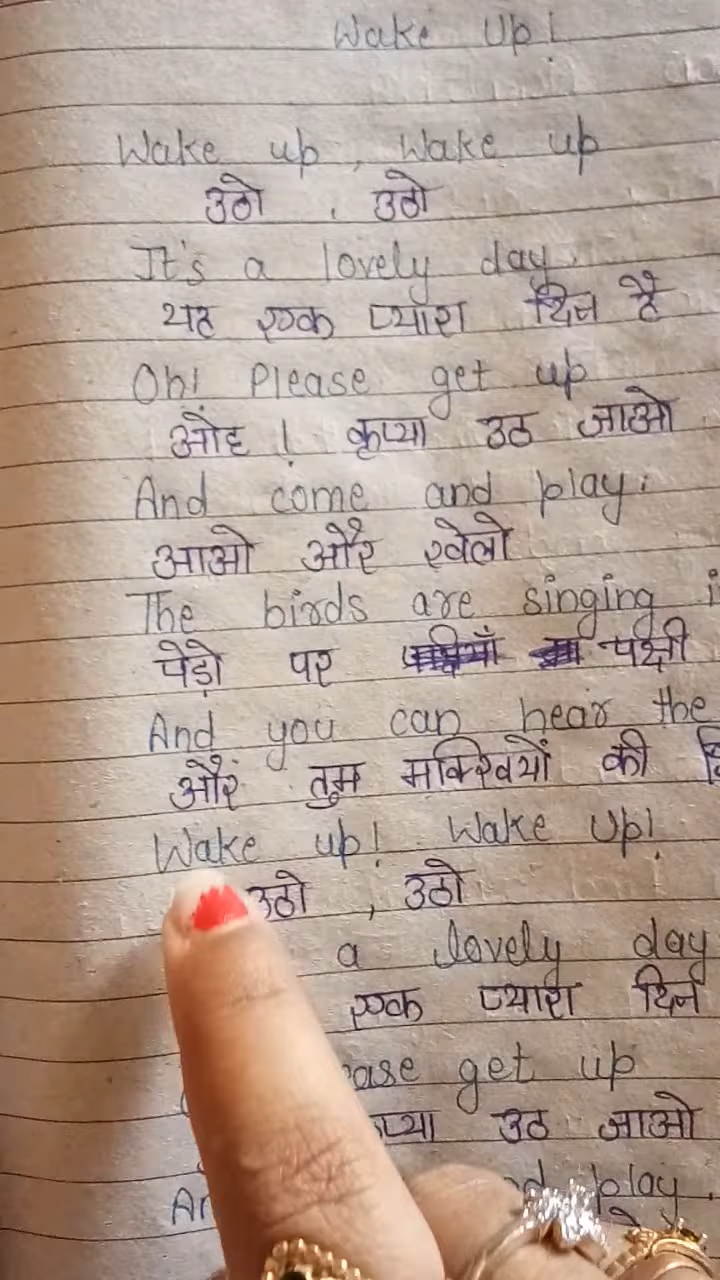 Wake Up!
Wake up, Wake up
उठो , उठो
It's a lovely day.
यह एक प्यारा दिन है
Oh! Please get up
ओह ! कृप्या उठ जाओ
And come and play.
आओ और खेलो
The birds are singing
पेड़ो पर पक्षी
And you can hear the
और तुम मक्खियों की
Wake up! Wake Up!
उठो , उठो
a lovely day
एक प्यारा दिन
get up
उठ जाओ
play.